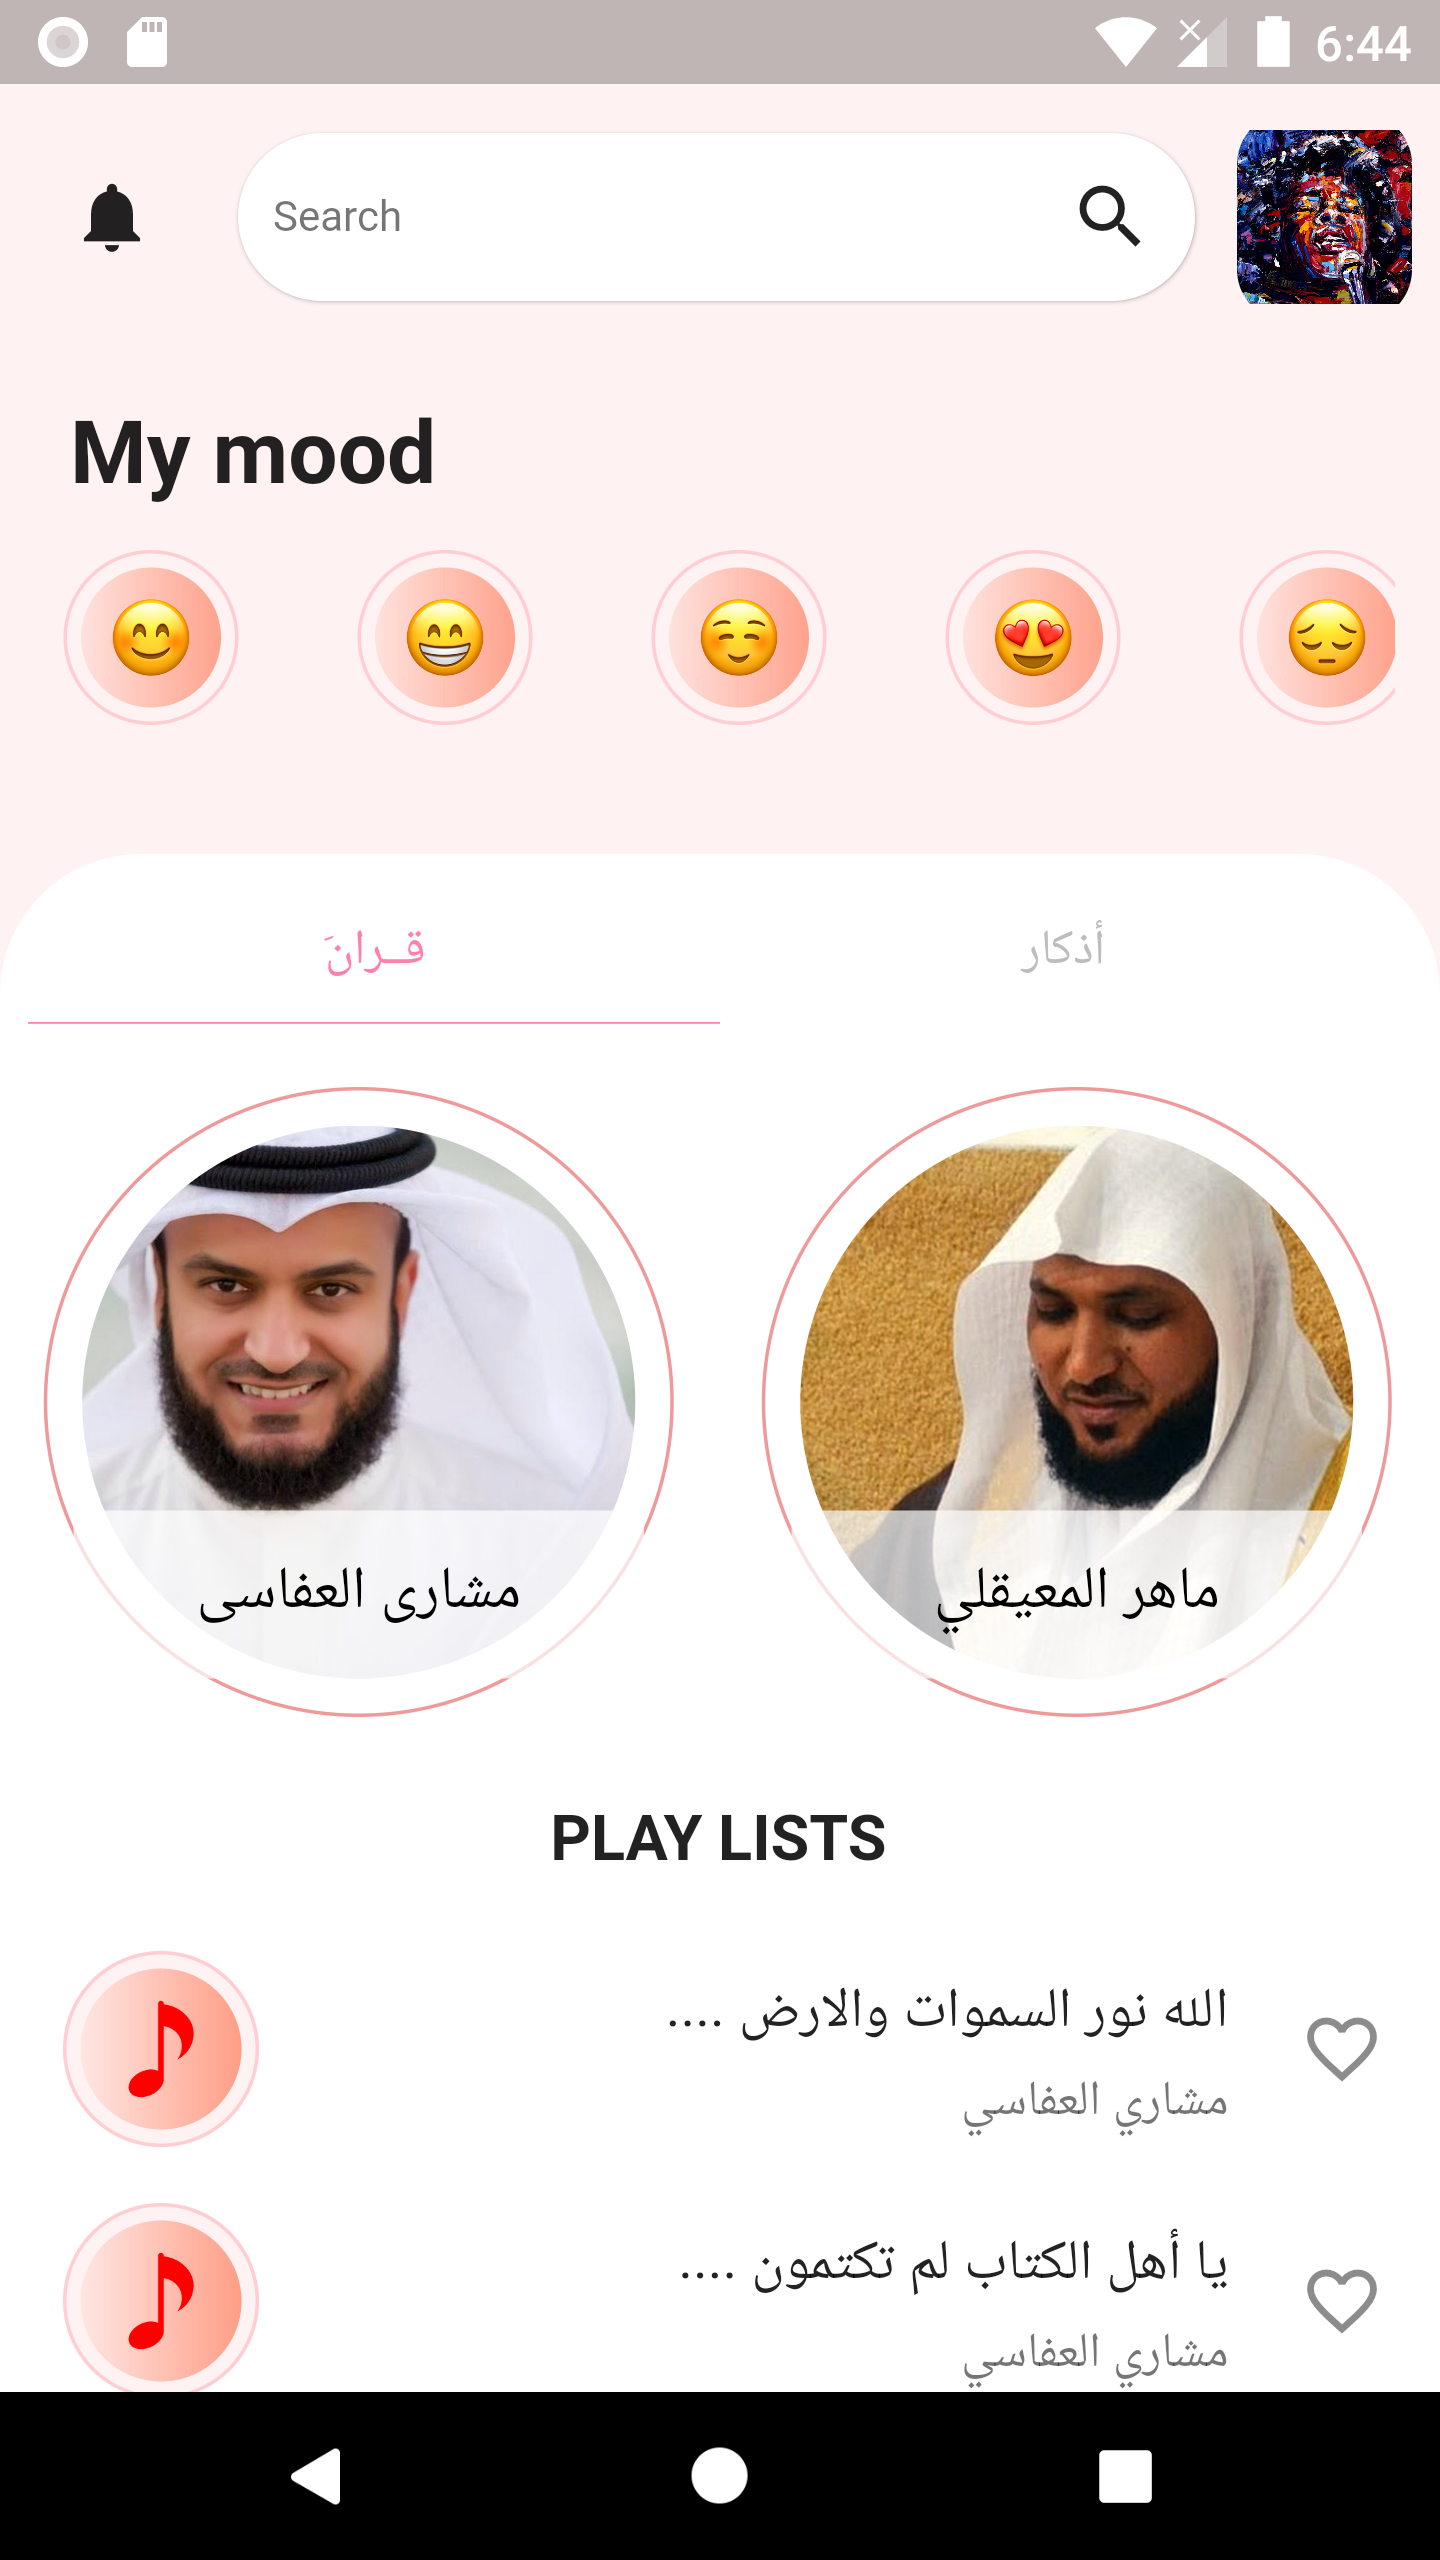 6:44
Search
My mood
قـــرانَ
أذكار
مشارى العفاسى
ماهر المعيقلي
PLAY LISTS
الله نور السموات والارض ....
مشاري العفاسي
يا أهل الكتاب لم تكتمون ....
مشاري العفاسي